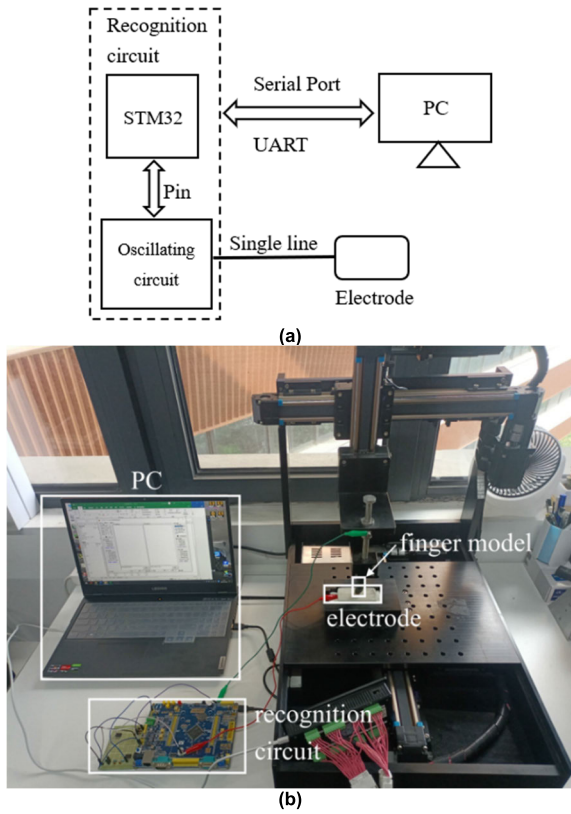 Recognition
circuit
STM32
Serial Port
UART
PC
Pin
Oscillating
circuit
Single line
Electrode
(a)
PC
finger model
electrode
recognition
circuit
(b)